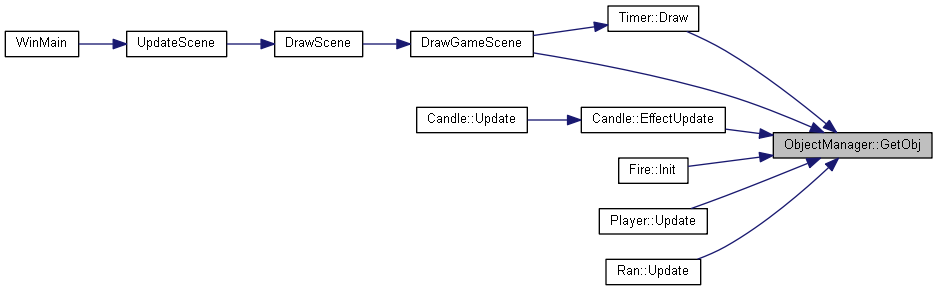 Timer::Draw
WinMain
UpdateScene
DrawScene
DrawGameScene
Candle::Update
Candle::EffectUpdate
ObjectManager::GetObj
Fire::Init
Player::Update
Ran::Update